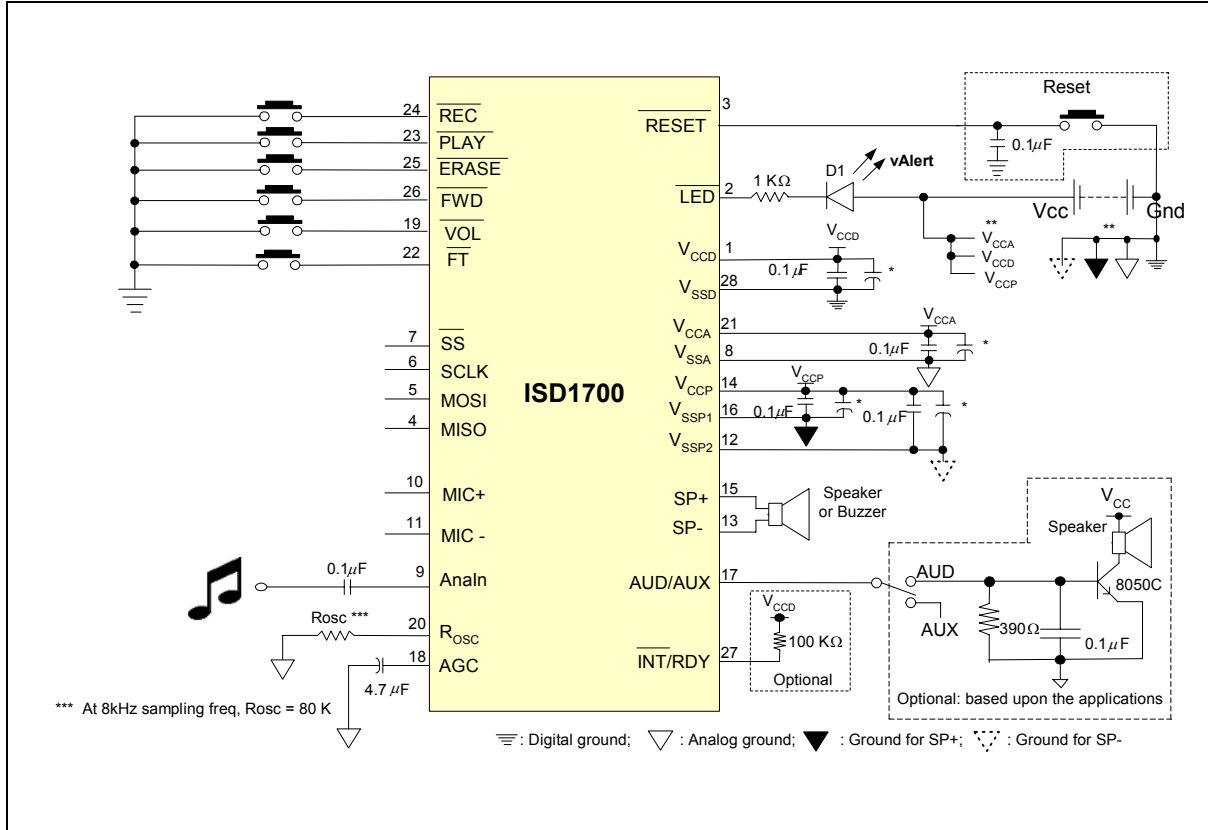 Reset
3
24
REC
RESET
0.1μF
23
PLAY
25
ERASE
D1
vAlert
1 KΩ
2
26
FWD
LED
Vcc
Gnd
19
VOL
**
**
VCCA
VCCD
VCCP
22
FT
VCCD
1
VCCD
0.1μF
*
28
VSSD
7
SS
21
VCCA
VCCA
0.1μF
*
6
SCLK
8
VSSA
5
MOSI
ISD1700
14
VCCP
VCCP
0.1μF
*
0.1μF
*
4
MISO
16
VSSP1
12
VSSP2
10
MIC+
15
SP+
Speaker
or Buzzer
11
MIC -
13
SP-
VCC
Speaker
0.1μF
9
AnaIn
17
AUD/AUX
AUD
AUX
8050C
390Ω
0.1μF
Rosc ***
20
ROSC
VCCD
100 KΩ
18
AGC
27
INT/RDY
Optional
4.7 μF
Optional: based upon the applications
*** At 8kHz sampling freq, Rosc = 80 K
: Digital ground; : Analog ground; : Ground for SP+; : Ground for SP-